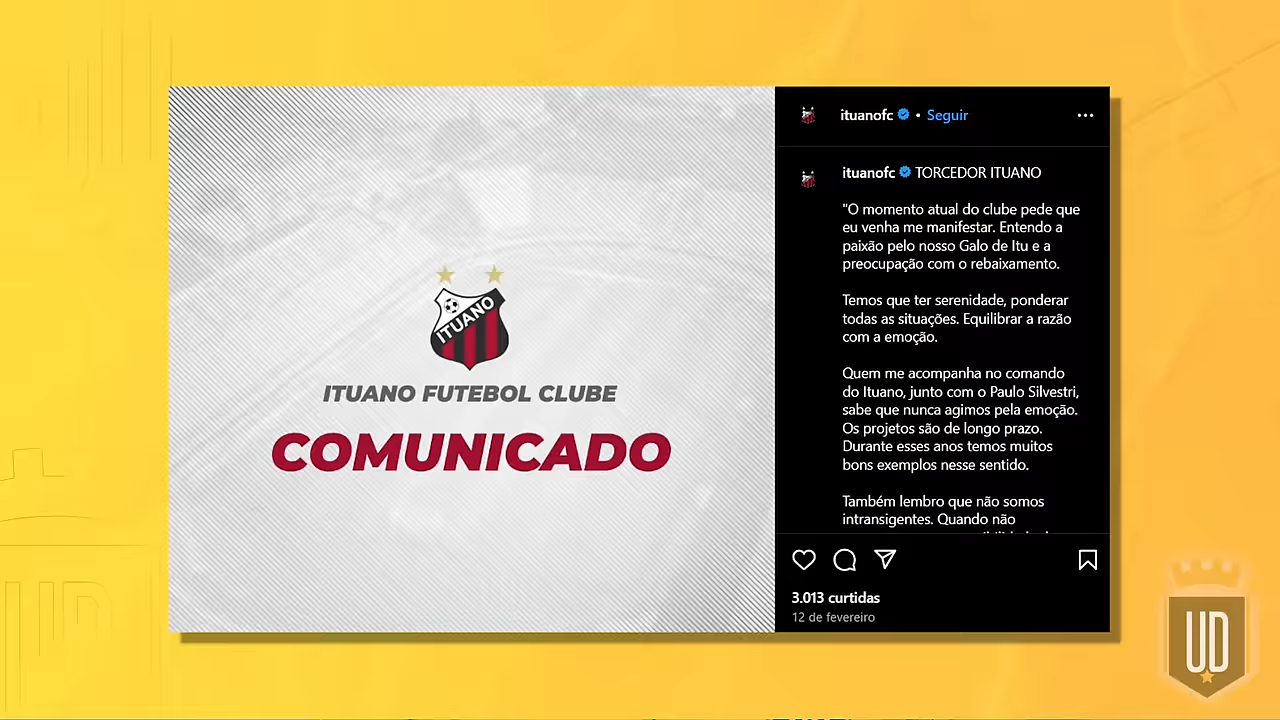 ITUANO
ITUANO FUTEBOL CLUBE
COMUNICADO
ituanofc • Seguir
ituanofc TORCEDOR ITUANO
"O momento atual do clube pede que
eu venha me manifestar. Entendo a
paixão pelo nosso Galo de Itu e a
preocupação com o rebaixamento.
Temos que ter serenidade, ponderar
todas as situações. Equilibrar a razão
com a emoção.
Quem me acompanha no comando
do Ituano, junto com o Paulo Silvestri,
sabe que nunca agimos pela emoção.
Os projetos são de longo prazo.
Durante esses anos temos muitos
bons exemplos nesse sentido.
Também lembro que não somos
intransigentes. Quando não
3.013 curtidas
12 de fevereiro
UD
UD